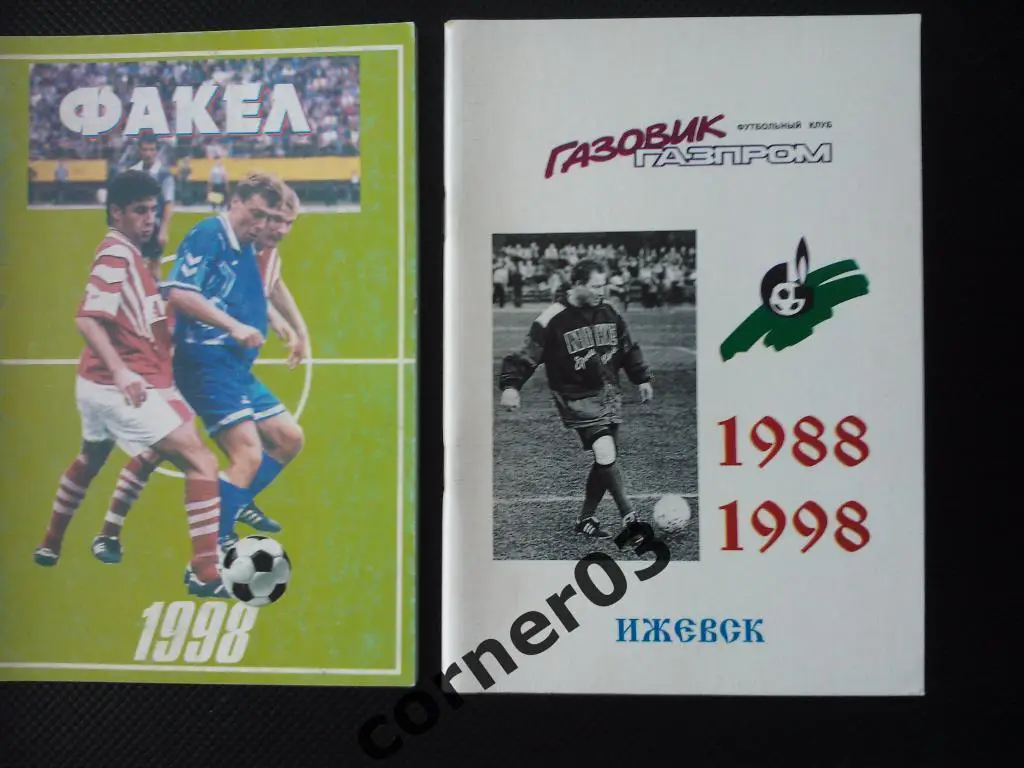 ФАКЕЛ
1998
ГАЗОВИК
ФУТБОЛЬНЫЙ КЛУБ
ГАЗПРОМ
1988
1998
ИЖЕВСК
corner03